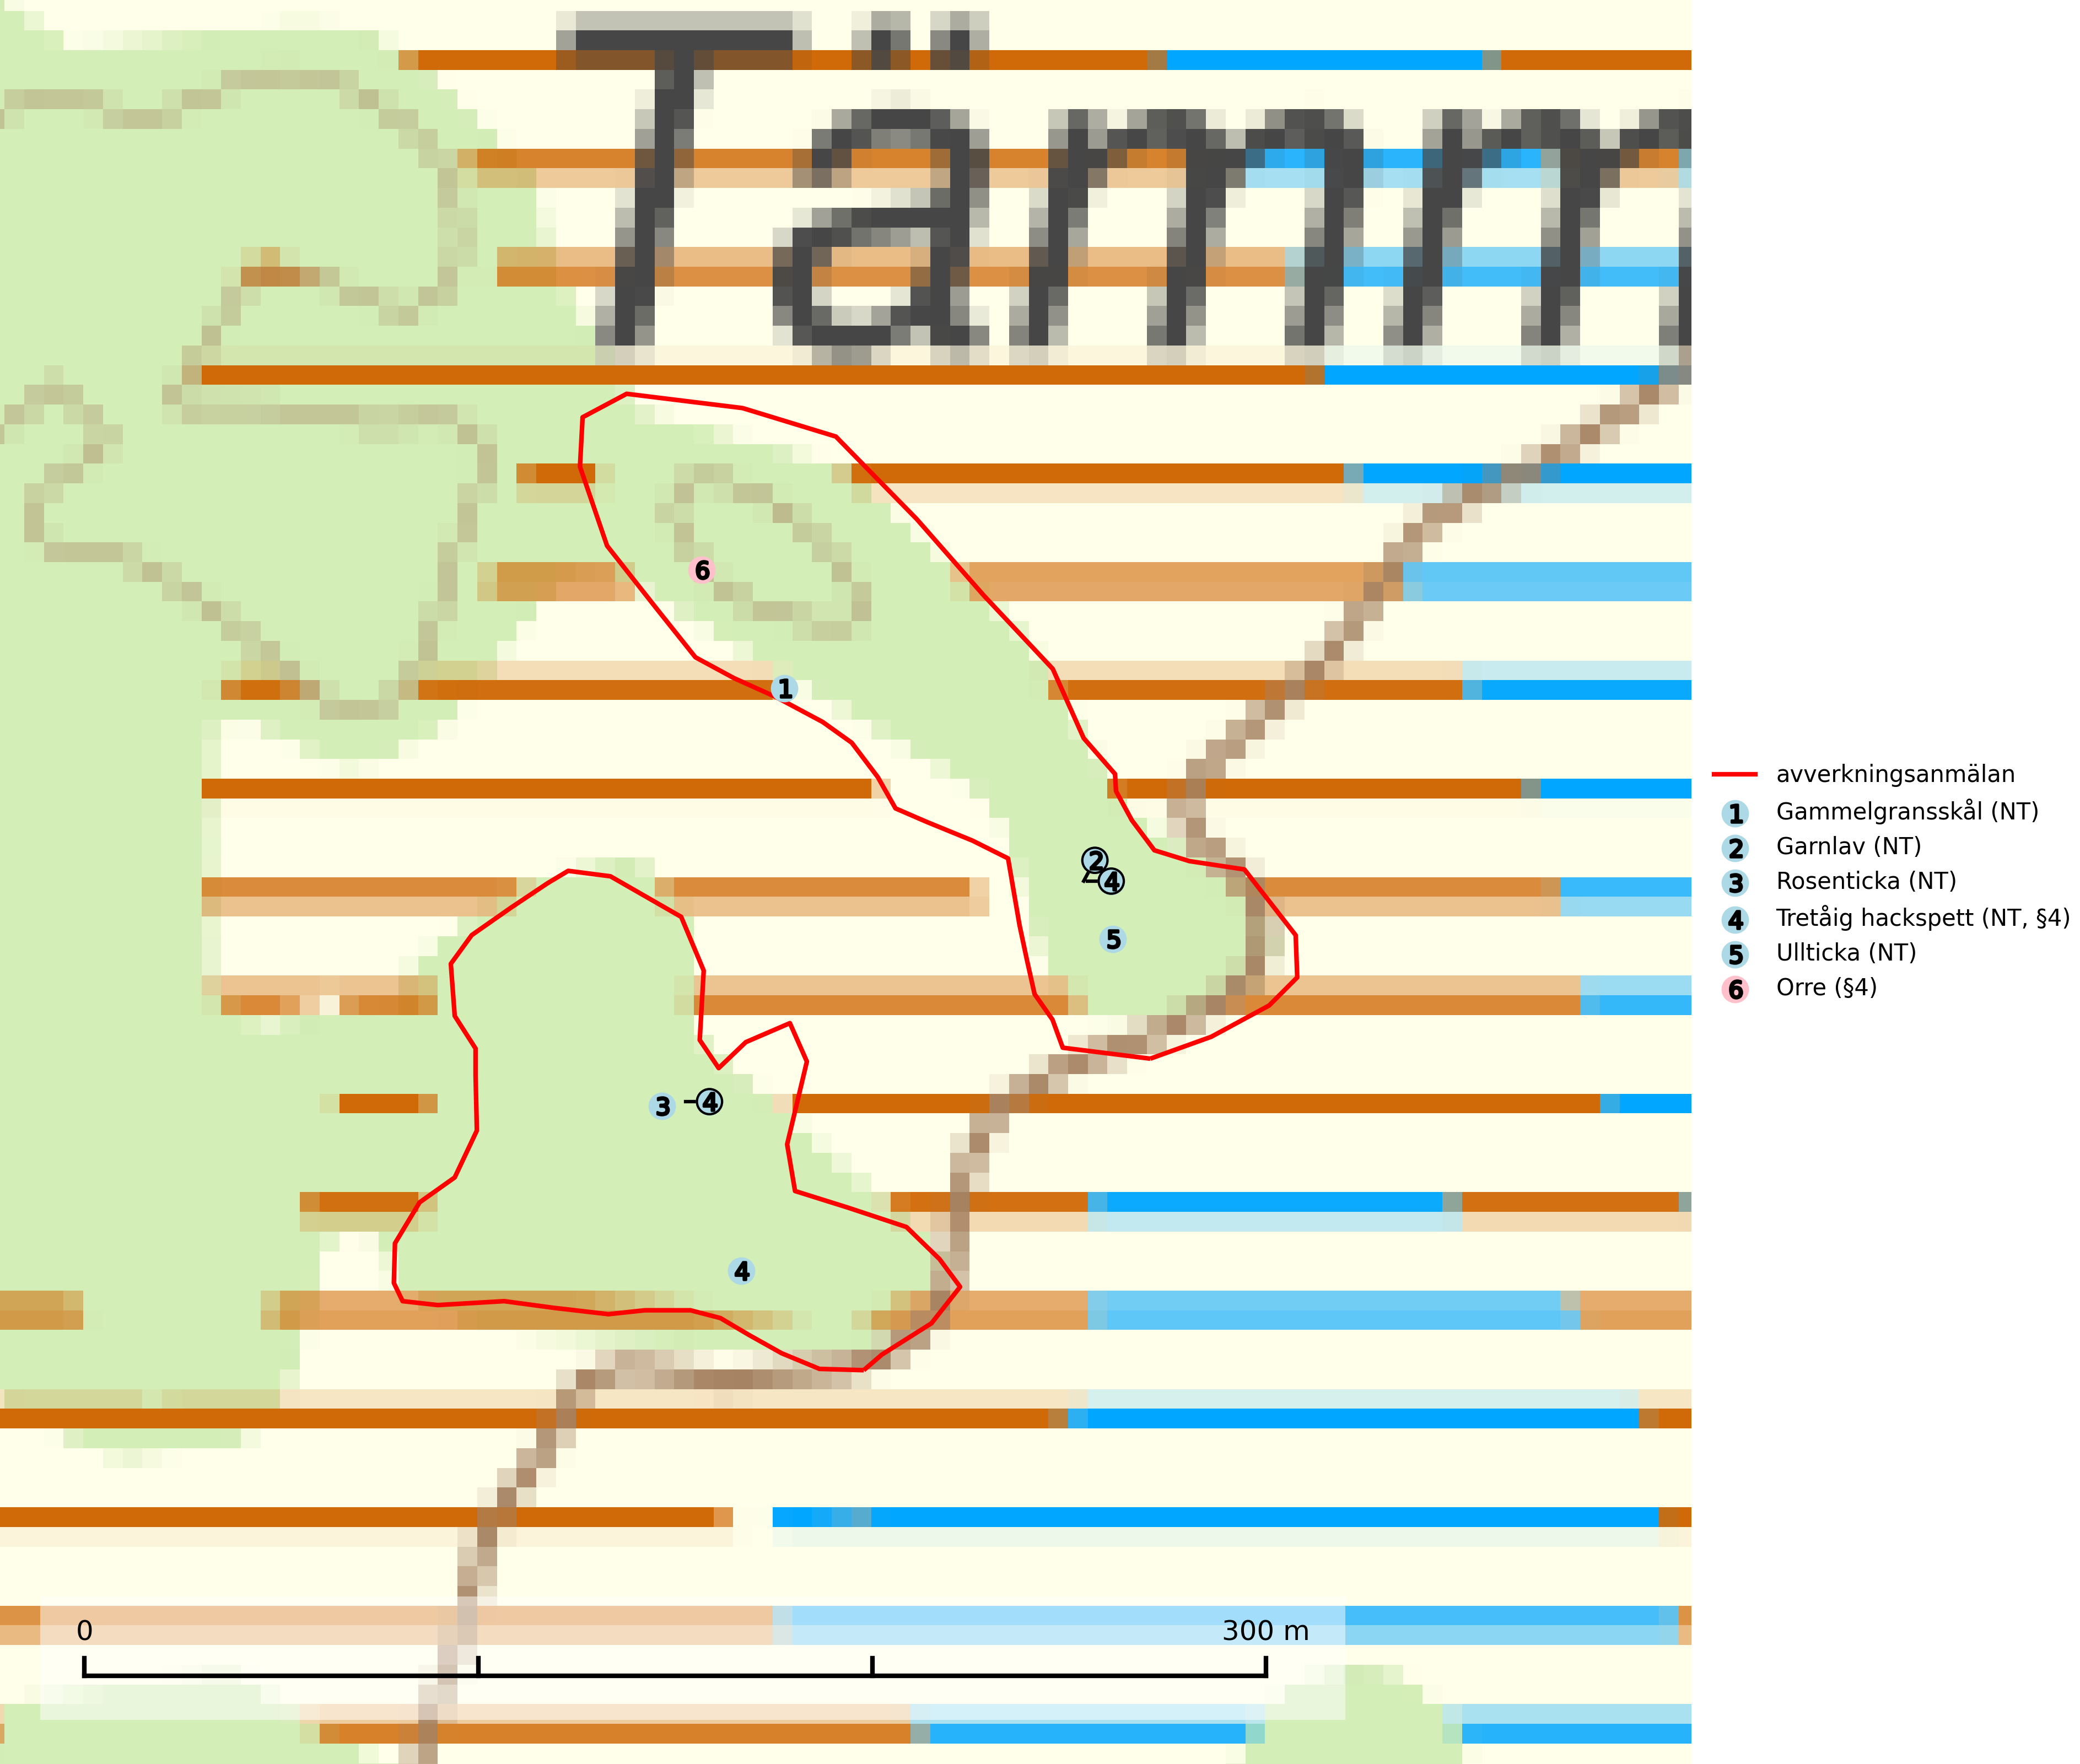 Tämm
6
1
2
4
5
3
4
4
0
300 m
avverkningsanmälan
1 Gammelgransskål (NT)
2 Garnlav (NT)
3 Rosenticka (NT)
4 Tretåig hackspett (NT, §4)
5 Ullticka (NT)
6 Orre (§4)